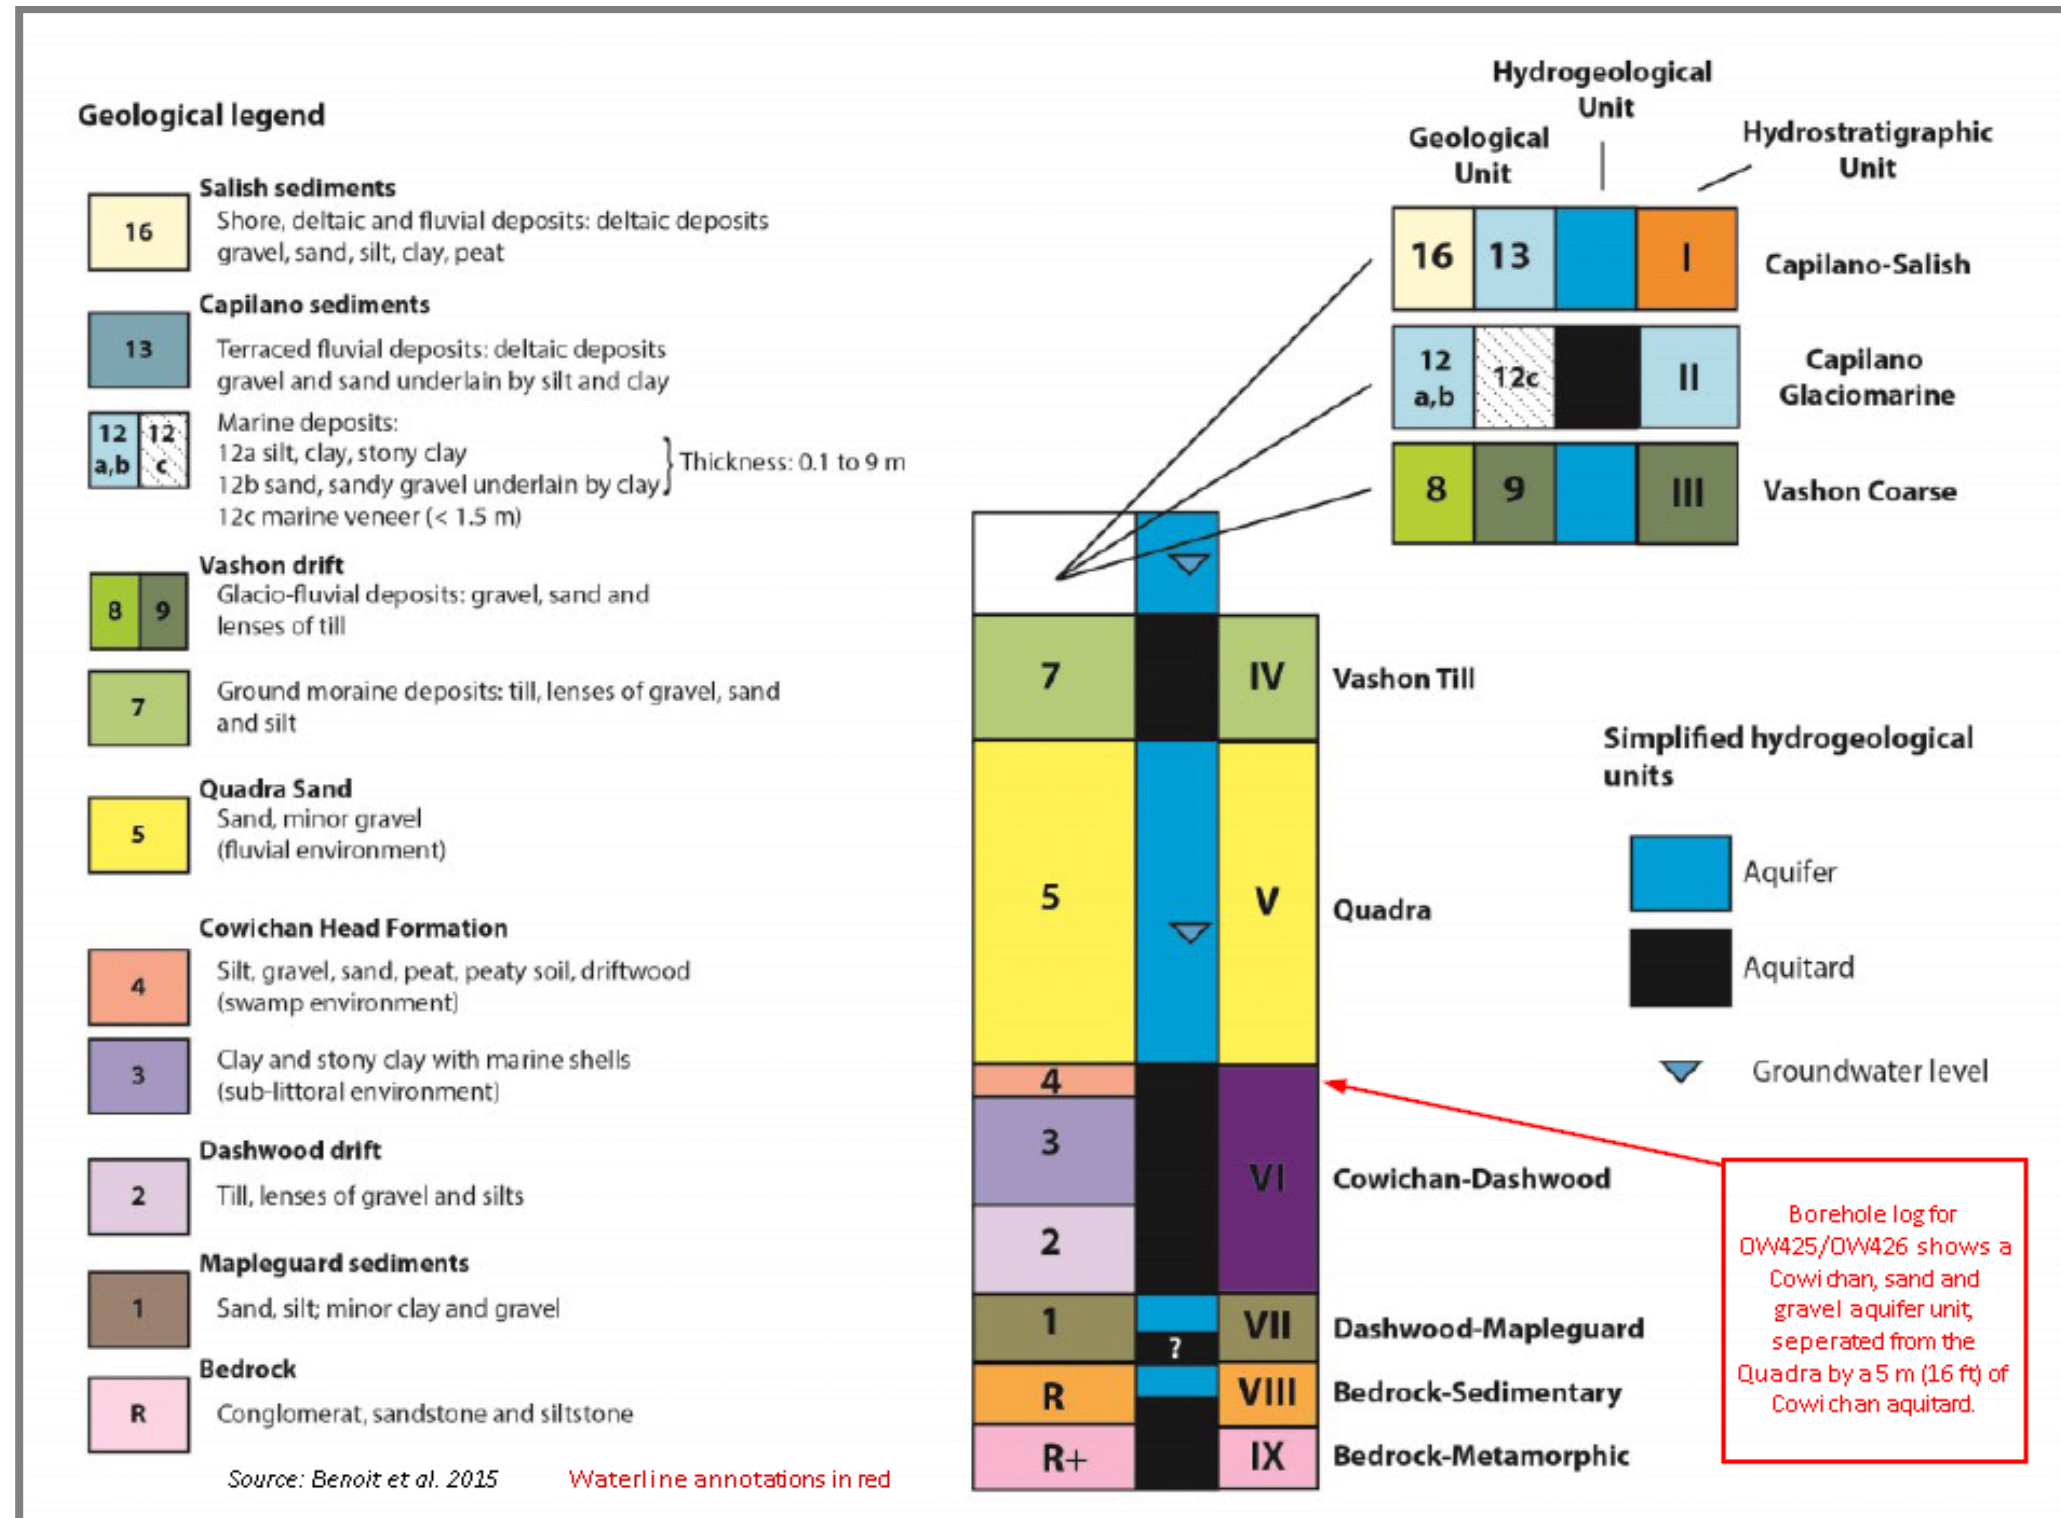 Geological legend
16
Salish sediments
Shore, deltaic and fluvial deposits: deltaic deposits
gravel, sand, silt, clay, peat
13
Capilano sediments
Terraced fluvial deposits: deltaic deposits
gravel and sand underlain by silt and clay
12
a,b
12
c
Marine deposits:
12a silt, clay, stony clay
12b sand, sandy gravel underlain by clay
12c marine veneer (< 1.5 m)
Thickness: 0.1 to 9 m
8
9
Vashon drift
Glacio-fluvial deposits: gravel, sand and
lenses of till
7
Ground moraine deposits: till, lenses of gravel, sand
and silt
5
Quadra Sand
Sand, minor gravel
(fluvial environment)
Cowichan Head Formation
4
Silt, gravel, sand, peat, peaty soil, driftwood
(swamp environment)
3
Clay and stony clay with marine shells
(sub-littoral environment)
Dashwood drift
2
Till, lenses of gravel and silts
Mapleguard sediments
1
Sand, silt; minor clay and gravel
Bedrock
R
Conglomerat, sandstone and siltstone
Source: Benoit et al. 2015
Waterline annotations in red
Hydrogeological
Unit
Geological
Unit
Hydrostratigraphic
Unit
16 13 I Capilano-Salish
12
a,b
12c
II
Capilano
Glaciomarine
8 9 III Vashon Coarse
7 IV Vashon Till
5 V Quadra
4
3
2
VI Cowichan-Dashwood
1 ? VII Dashwood-Mapleguard
R VIII Bedrock-Sedimentary
R+ IX Bedrock-Metamorphic
Simplified hydrogeological
units
Aquifer
Aquitard
Groundwater level
Borehole log for
OW425/OW426 shows a
Cowichan, sand and
gravel aquifer unit,
seperated from the
Quadra by a 5 m (16 ft) of
Cowichan aquitard.